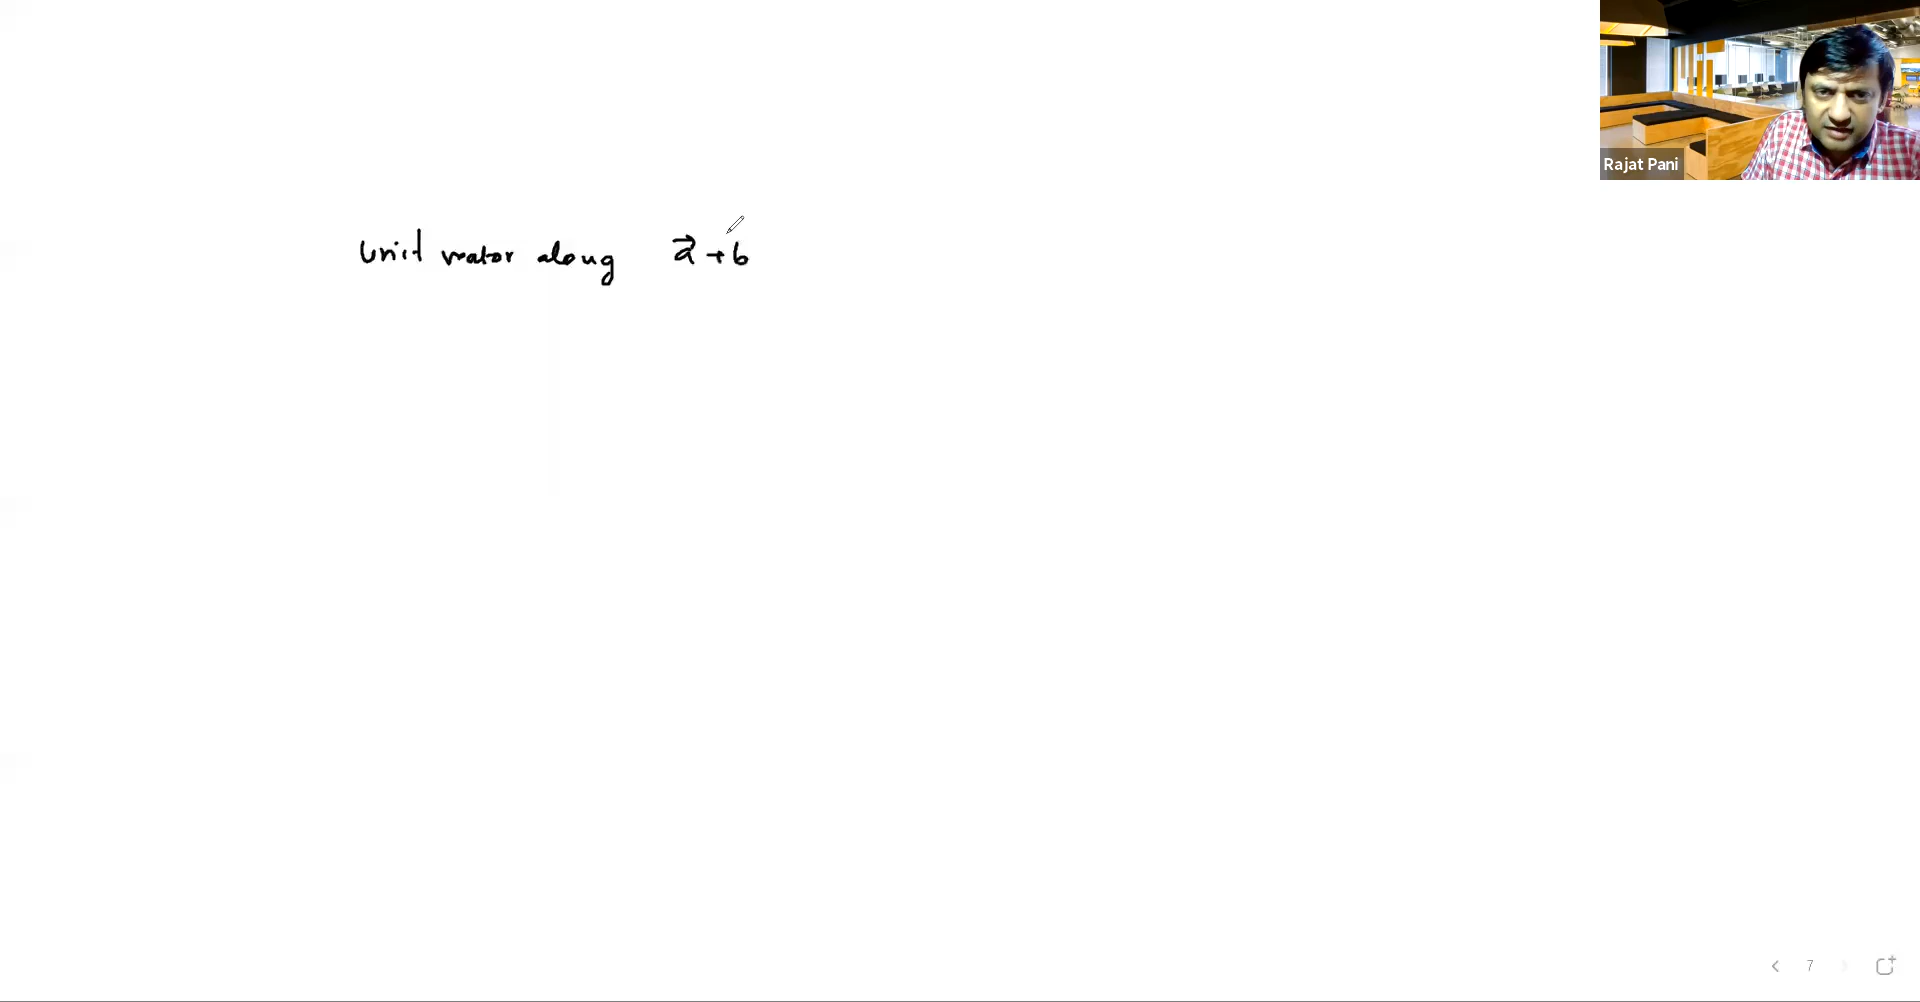 Rajat Pani
unit vector along a⃗ + b
7